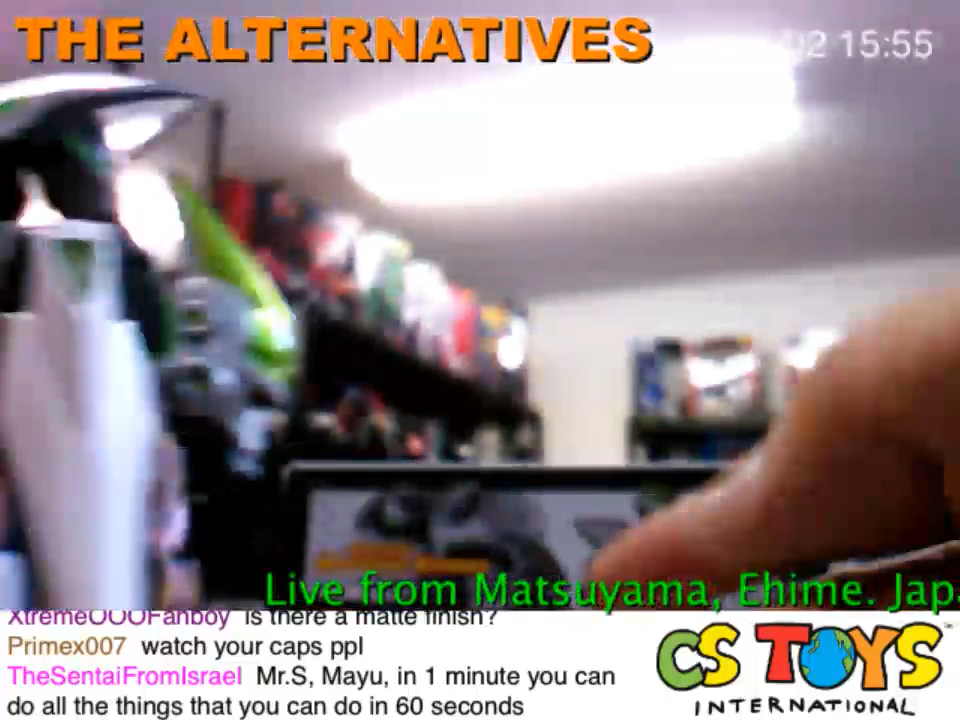 THE ALTERNATIVES
02 15:55
Live from Matsuyama, Ehime. Japa
XtremeOOOFanboy is there a matte finish?
Primex007 watch your caps ppl
TheSentaiFromIsrael Mr.S, Mayu, in 1 minute you can
do all the things that you can do in 60 seconds
CS TOYS
INTERNATIONAL